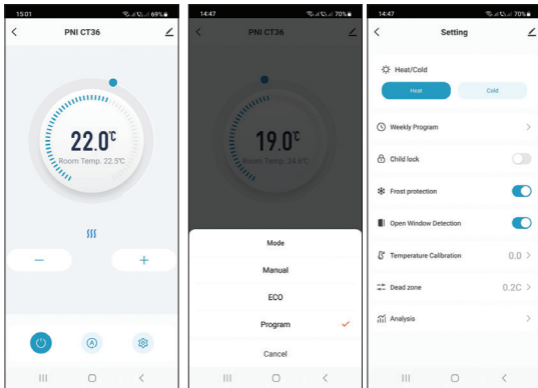 15:01
69%
PNI CT36
22.0℃
Room Temp. 22.5℃
A
14:47
70%
PNI CT36
19.0℃
Room Temp. 24.6℃
Mode
Manual
ECO
Program
Cancel
14:47
70%
Setting
Heat/Cold
Heat
Cold
Weekly Program
Child lock
Frost protection
Open Window Detection
Temperature Calibration 0.0
Dead zone 0.2C
Analysis